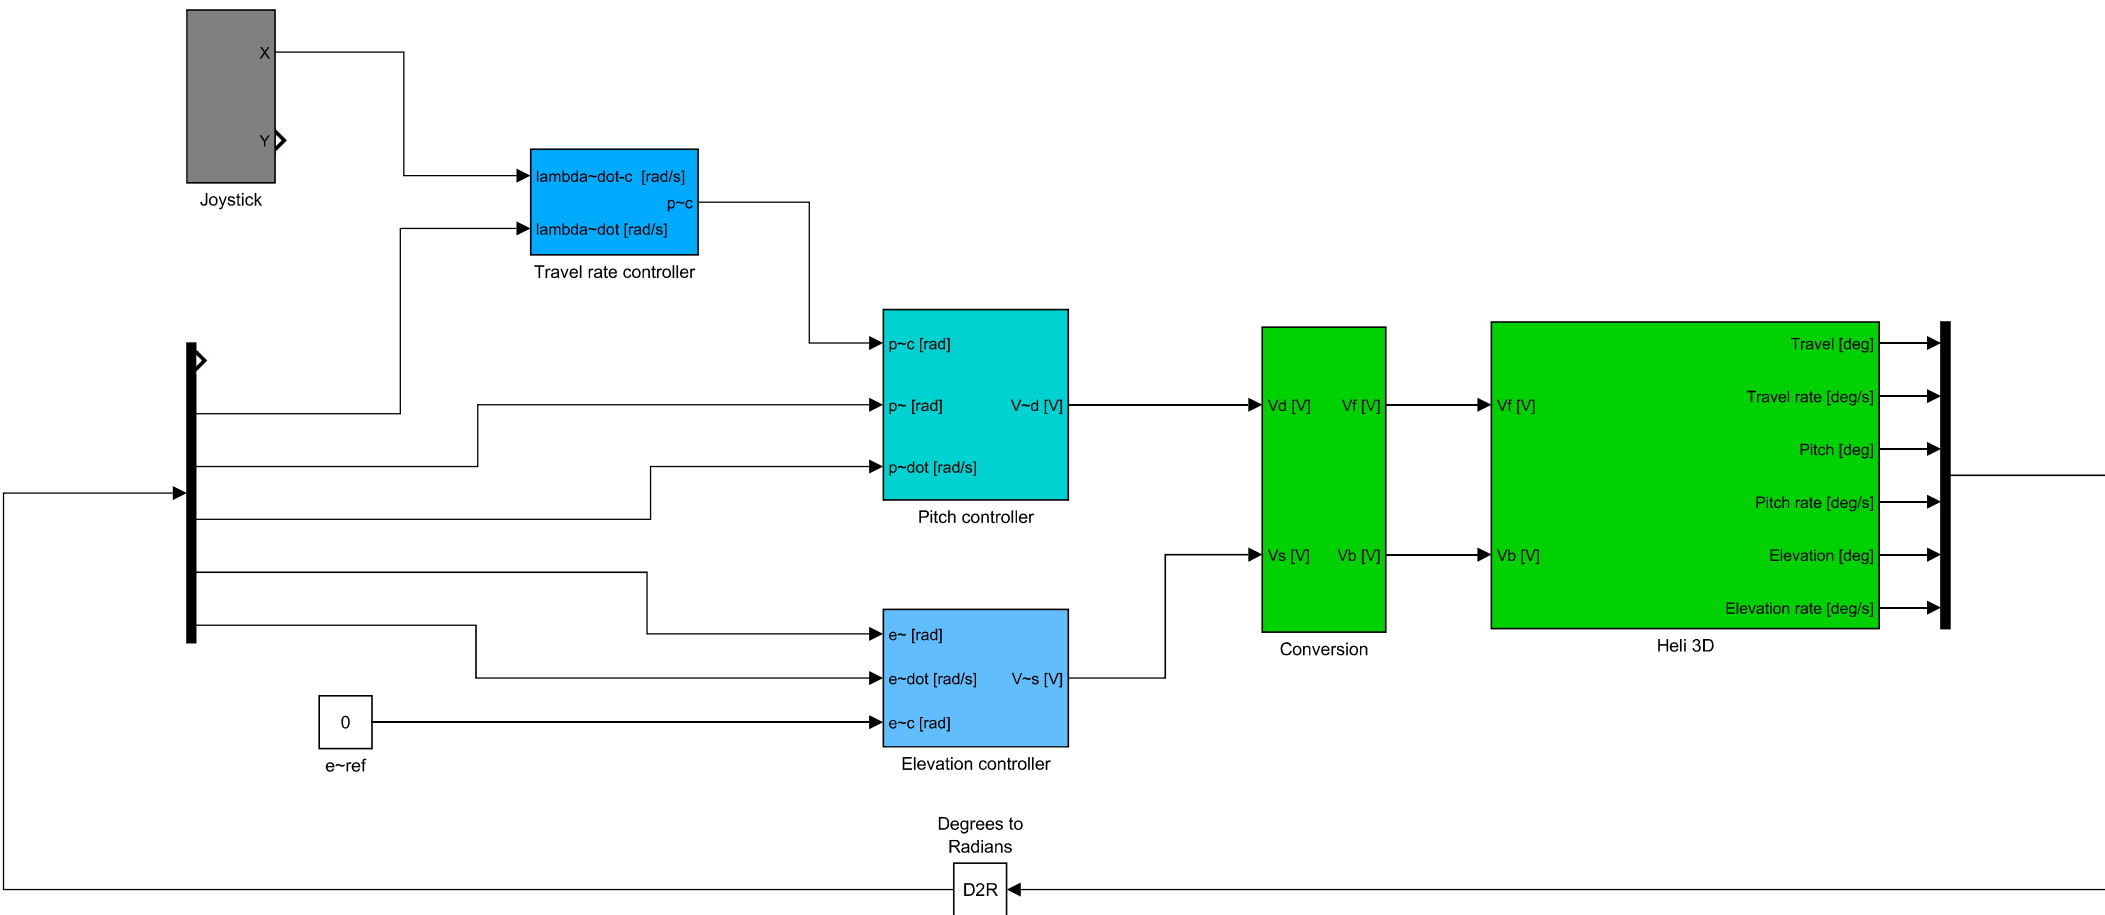 X
Y
Joystick
lambda~dot-c [rad/s]
p~c
lambda~dot [rad/s]
Travel rate controller
p~c [rad]
p~ [rad]
V~d [V]
p~dot [rad/s]
Pitch controller
Vd [V]
Vf [V]
Vs [V]
Vb [V]
Conversion
Vf [V]
Vb [V]
Travel [deg]
Travel rate [deg/s]
Pitch [deg]
Pitch rate [deg/s]
Elevation [deg]
Elevation rate [deg/s]
Heli 3D
e~ [rad]
e~dot [rad/s]
V~s [V]
e~c [rad]
Elevation controller
0
e~ref
Degrees to
Radians
D2R